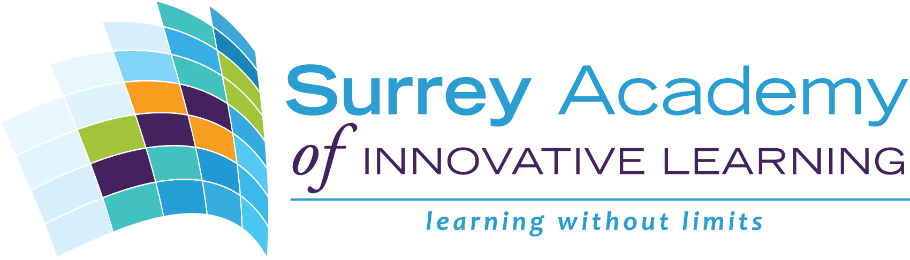 Surrey Academy
of INNOVATIVE LEARNING
learning without limits